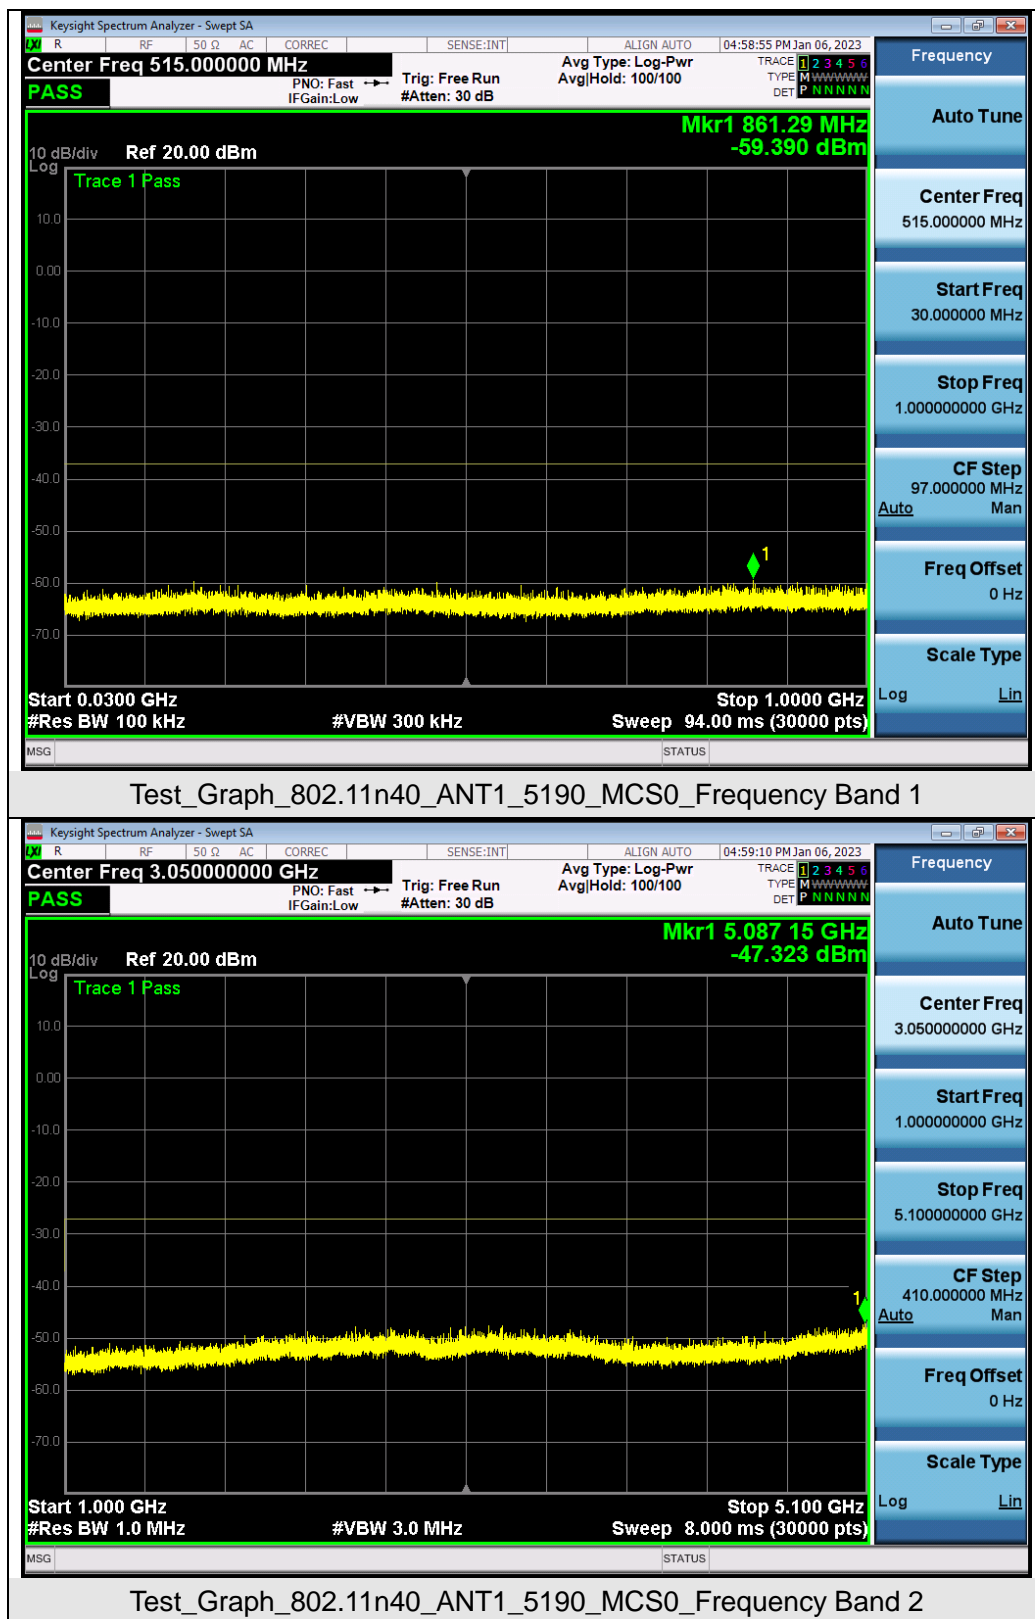 Keysight Spectrum Analyzer - Swept SA
LXI R RF 50 Ω AC CORREC SENSE:INT ALIGN AUTO 04:58:55 PM Jan 06, 2023
Center Freq 515.000000 MHz
PASS
PNO: Fast
IFGain:Low
Trig: Free Run
#Atten: 30 dB
Avg Type: Log-Pwr
Avg|Hold: 100/100
TRACE 1 2 3 4 5 6
TYPE M WWWWW
DET P N N N N N
Mkr1 861.29 MHz
-59.390 dBm
10 dB/div Ref 20.00 dBm
Log
Trace 1 Pass
10.0
0.00
-10.0
-20.0
-30.0
-40.0
-50.0
-60.0
-70.0
1
Start 0.0300 GHz Stop 1.0000 GHz
#Res BW 100 kHz #VBW 300 kHz Sweep 94.00 ms (30000 pts)
MSG STATUS
Frequency
Auto Tune
Center Freq
515.000000 MHz
Start Freq
30.000000 MHz
Stop Freq
1.000000000 GHz
CF Step
97.000000 MHz
Auto Man
Freq Offset
0 Hz
Scale Type
Log Lin
Test_Graph_802.11n40_ANT1_5190_MCS0_Frequency Band 1
Keysight Spectrum Analyzer - Swept SA
LXI R RF 50 Ω AC CORREC SENSE:INT ALIGN AUTO 04:59:10 PM Jan 06, 2023
Center Freq 3.050000000 GHz
PASS
PNO: Fast
IFGain:Low
Trig: Free Run
#Atten: 30 dB
Avg Type: Log-Pwr
Avg|Hold: 100/100
TRACE 1 2 3 4 5 6
TYPE M WWWWW
DET P N N N N N
Mkr1 5.087 15 GHz
-47.323 dBm
10 dB/div Ref 20.00 dBm
Log
Trace 1 Pass
10.0
0.00
-10.0
-20.0
-30.0
-40.0
-50.0
-60.0
-70.0
1
Start 1.000 GHz Stop 5.100 GHz
#Res BW 1.0 MHz #VBW 3.0 MHz Sweep 8.000 ms (30000 pts)
MSG STATUS
Frequency
Auto Tune
Center Freq
3.050000000 GHz
Start Freq
1.000000000 GHz
Stop Freq
5.100000000 GHz
CF Step
410.000000 MHz
Auto Man
Freq Offset
0 Hz
Scale Type
Log Lin
Test_Graph_802.11n40_ANT1_5190_MCS0_Frequency Band 2